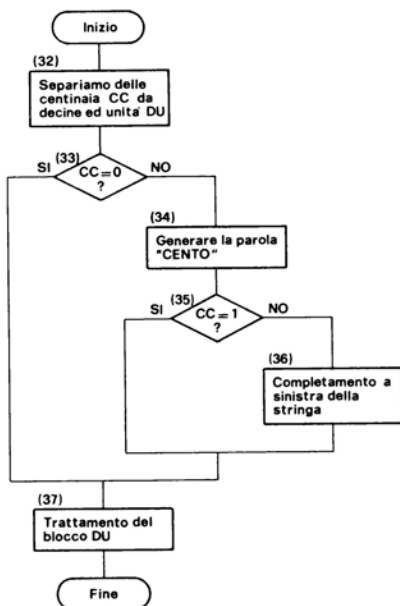 Inizio
(32)
Separiamo delle
centinaia CC da
decine ed unità DU
(33)
SI
CC=0
?
NO
(34)
Generare la parola
"CENTO"
(35)
SI
CC=1
?
NO
(36)
Completamento a
sinistra della
stringa
(37)
Trattamento del
blocco DU
Fine